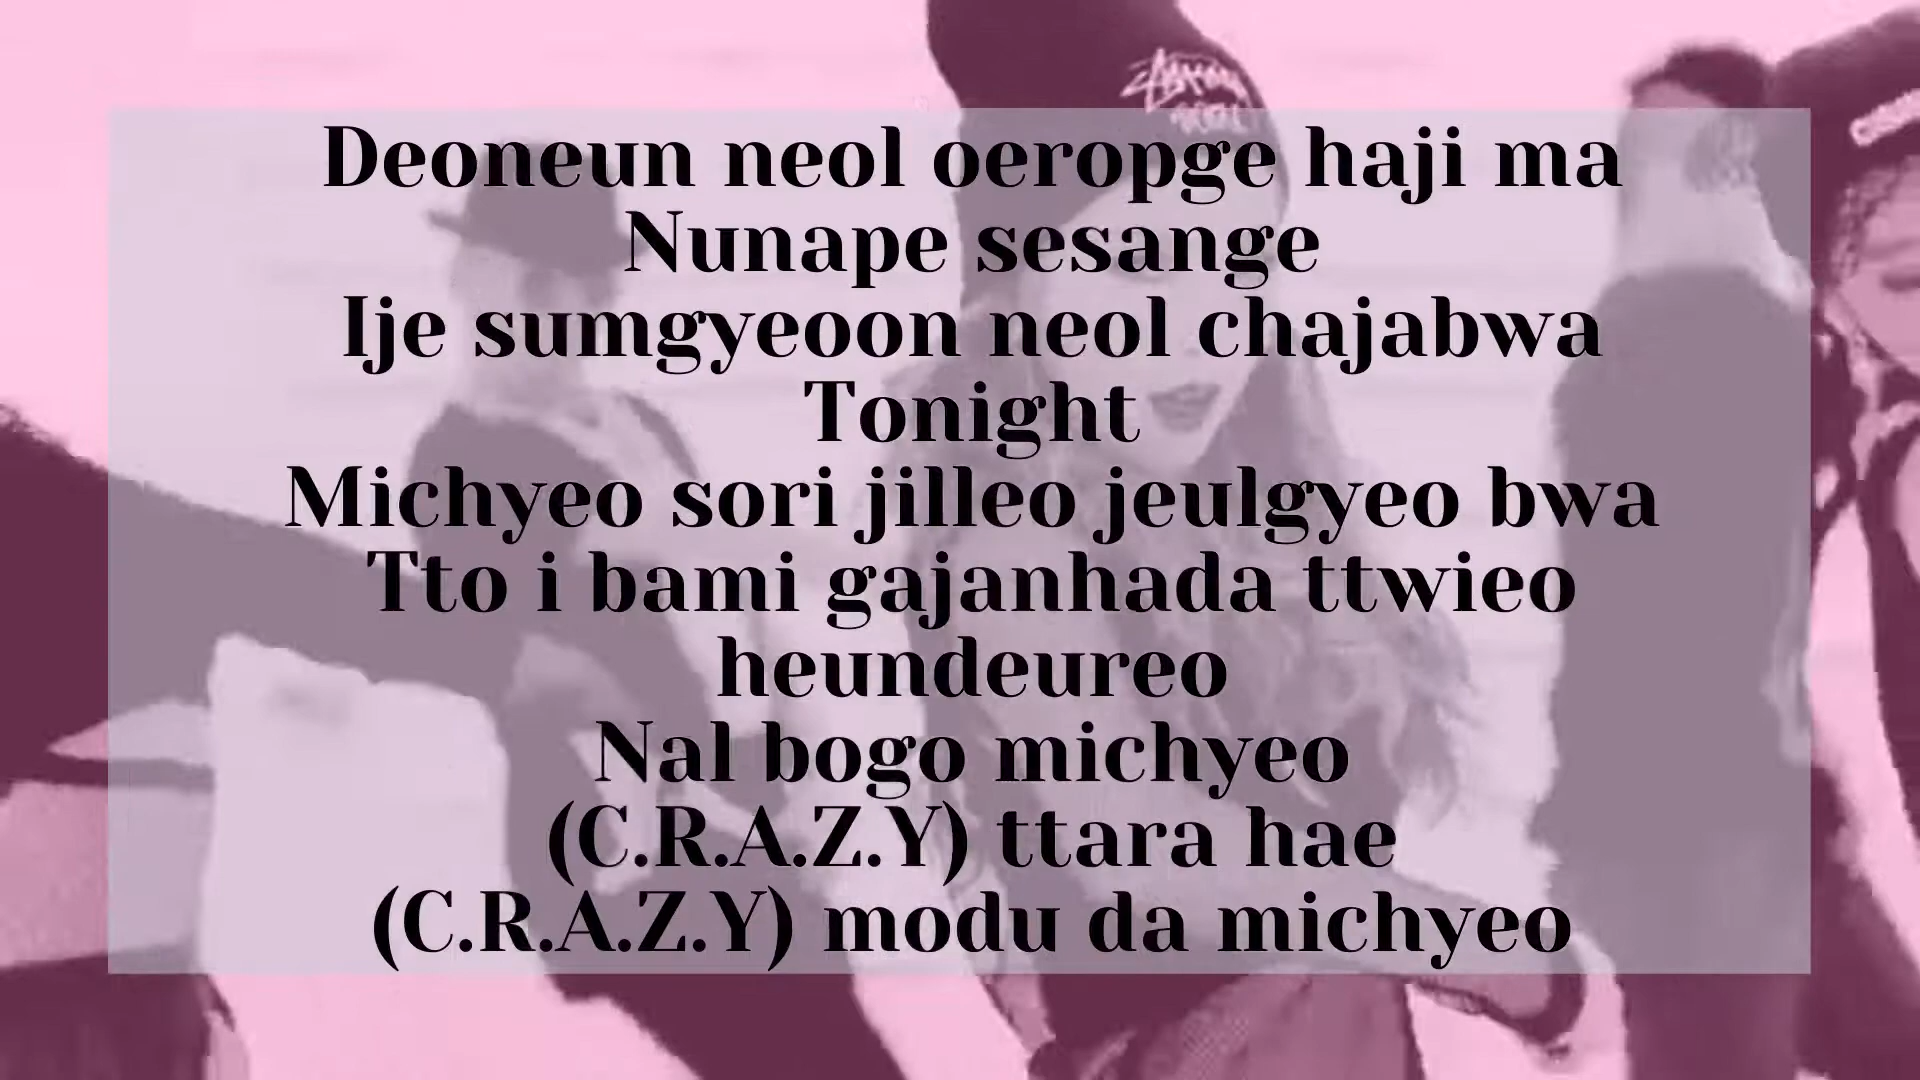 Deoneun neol oeropge haji ma
Nunape sesange
Ije sumgyeoon neol chajabwa
Tonight
Michyeo sori jilleo jeulgyeo bwa
Tto i bami gajanhada ttwieo
heundeureo
Nal bogo michyeo
(C.R.A.Z.Y) ttara hae
(C.R.A.Z.Y) modu da michyeo